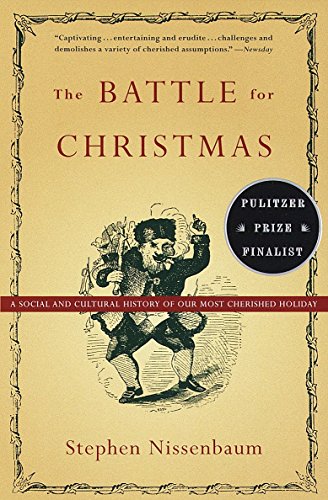 "Captivating . . . entertaining and erudite . . . challenges and
demolishes a variety of cherished assumptions." —Newsday
The BATTLE for
CHRISTMAS
PULITZER
PRIZE
FINALIST
A SOCIAL AND CULTURAL HISTORY OF OUR MOST CHERISHED HOLIDAY
Stephen Nissenbaum